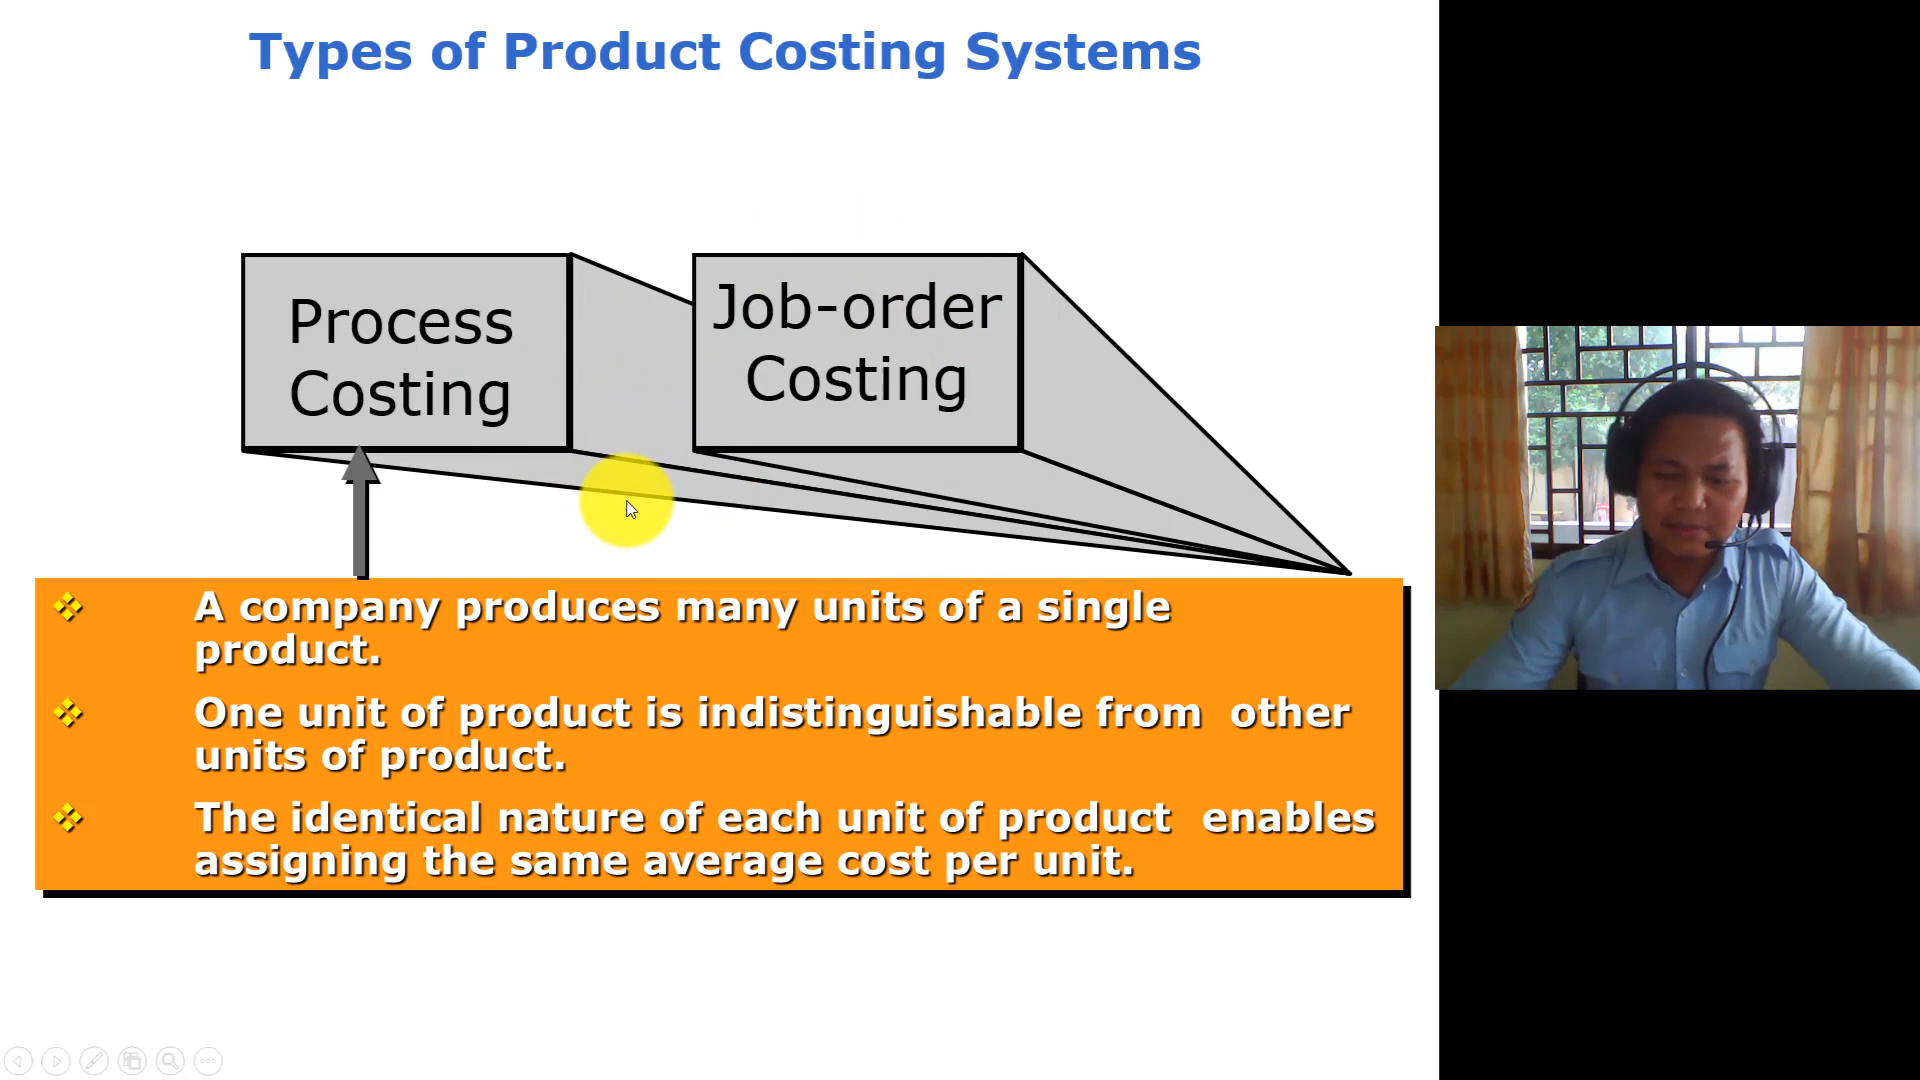 Types of Product Costing Systems
Process
Costing
Job-order
Costing
A company produces many units of a single
product.
One unit of product is indistinguishable from other
units of product.
The identical nature of each unit of product enables
assigning the same average cost per unit.